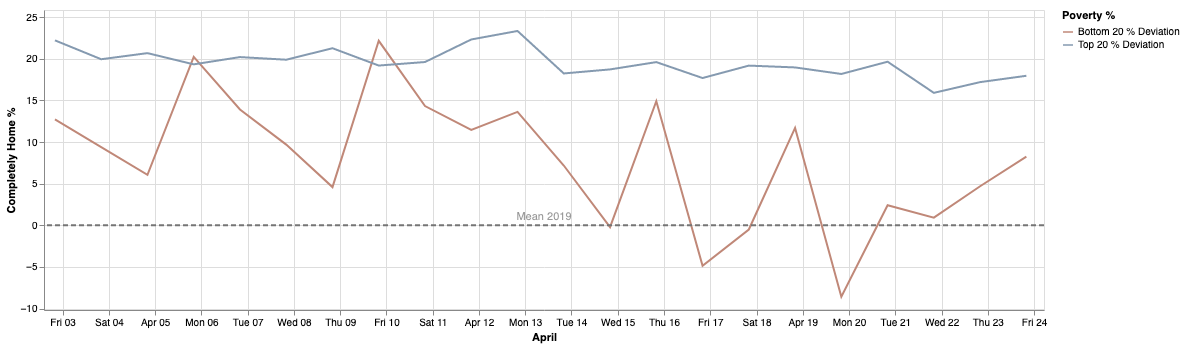 Poverty %
Bottom 20 % Deviation
Top 20 % Deviation
Completely Home %
25
20
15
10
5
0
−5
−10
Mean 2019
Fri 03 Sat 04 Apr 05 Mon 06 Tue 07 Wed 08 Thu 09 Fri 10 Sat 11 Apr 12 Mon 13 Tue 14 Wed 15 Thu 16 Fri 17 Sat 18 Apr 19 Mon 20 Tue 21 Wed 22 Thu 23 Fri 24
April